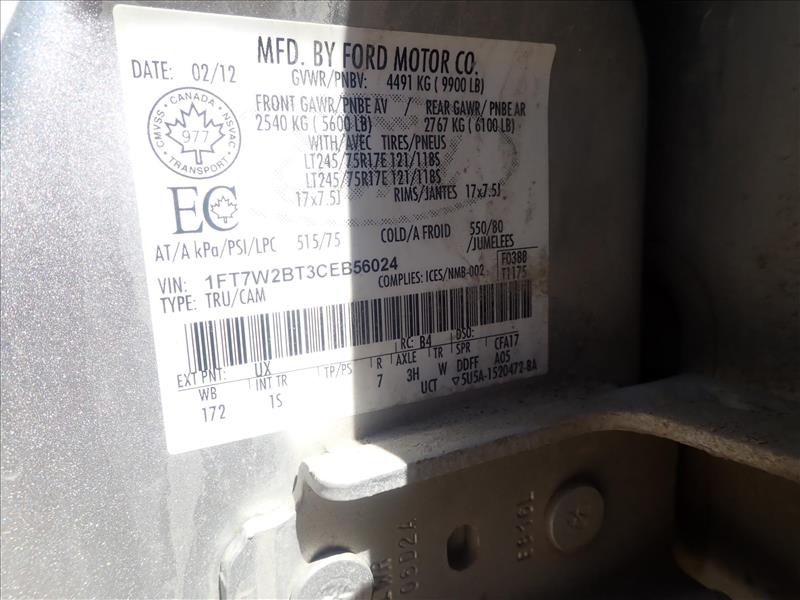 MFD. BY FORD MOTOR CO.
DATE: 02/12
GVWR/PNBV: 4491 KG ( 9900 LB)
FRONT GAWR/PNBE AV / REAR GAWR/ PNBE AR
2540 KG ( 5600 LB) 2767 KG ( 6100 LB)
WITH/AVEC TIRES/PNEUS
LT245/75R17E 121/118S
LT245/75R17E 121/118S
17x7.5J RIMS/JANTES 17x7.5J
CMVSS · CANADA · NSVAC
977
· TRANSPORT ·
EC
AT/A kPa/PSI/LPC 515/75 COLD/A FROID 550/80
/JUMELEES
VIN: 1FT7W2BT3CEB56024
COMPLIES: ICES/NMB-002
F0388
T1175
TYPE: TRU/CAM
RC: B4 DSO:
EXT PNT: UX TP/PS R AXLE TR SPR CFA17
WB INT TR 7 3H W DDFF A05
172 1S UCT ▽5U5A-1520472-BA
06D2A
E816L